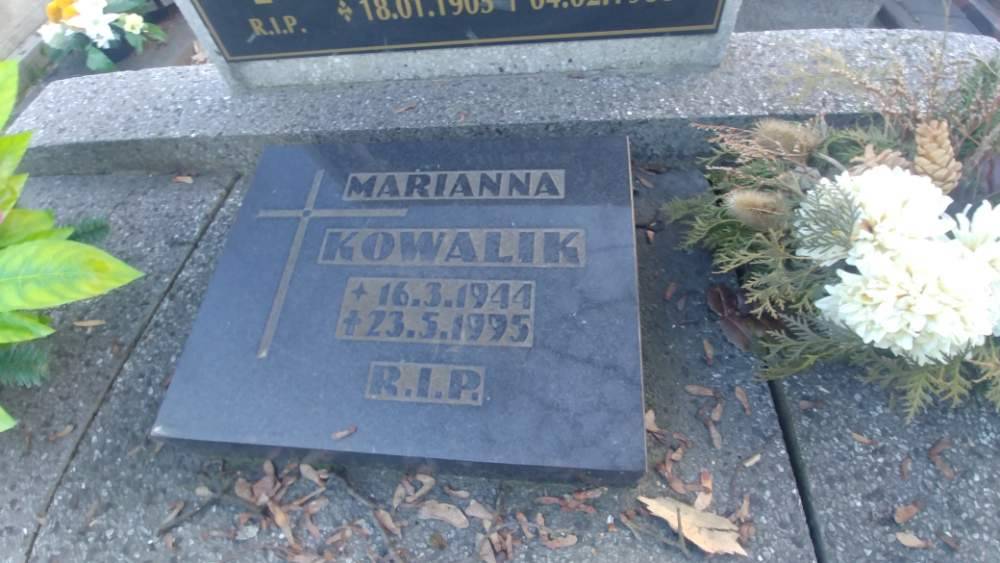 R.I.P. 18.01.1903
MARIANNA
KOWALIK
16.3.1944
23.5.1995
R.I.P.